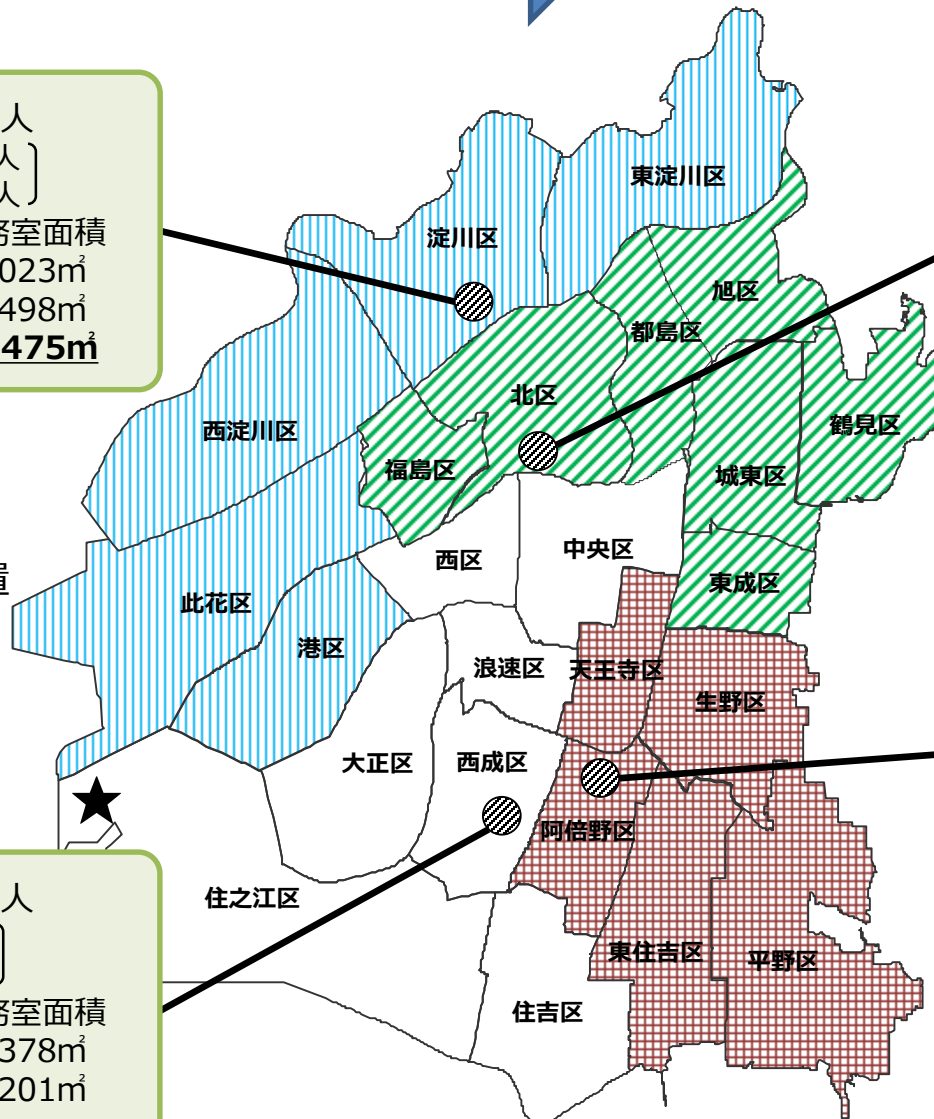 人
人
人
務室面積
023㎡
498㎡
475㎡
東淀川区
淀川区
旭区
都島区
北区
鶴見区
西淀川区
福島区
城東区
西区
中央区
東成区
此花区
港区
浪速区
天王寺区
生野区
大正区
西成区
阿倍野区
住之江区
東住吉区
平野区
住吉区
人
務室面積
378㎡
201㎡